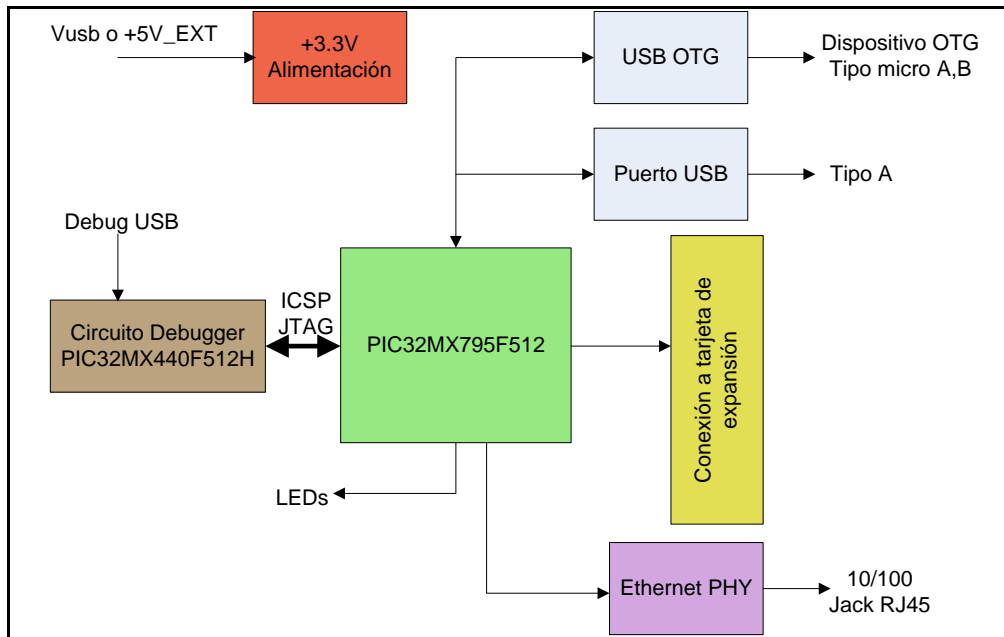 Vusb o +5V_EXT
+3.3V
Alimentación
USB OTG
Dispositivo OTG
Tipo micro A,B
Puerto USB
Tipo A
Debug USB
ICSP
JTAG
Circuito Debugger
PIC32MX440F512H
PIC32MX795F512
Conexión a tarjeta de
expansión
LEDs
Ethernet PHY
10/100
Jack RJ45